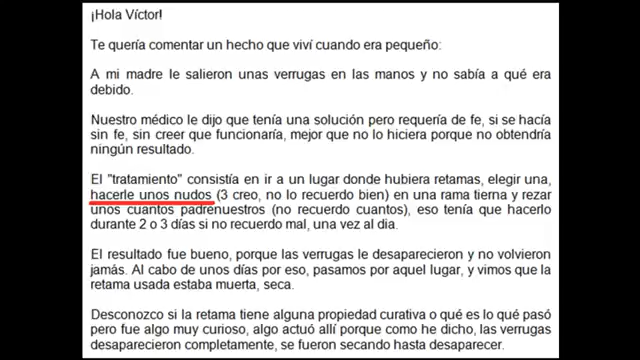 ¡Hola Víctor!
Te quería comentar un hecho que viví cuando era pequeño:
A mi madre le salieron unas verrugas en las manos y no sabía a qué era
debido.
Nuestro médico le dijo que tenía una solución pero requería de fe, si se hacía
sin fe, sin creer que funcionaría, mejor que no lo hiciera porque no obtendría
ningún resultado.
El "tratamiento" consistía en ir a un lugar donde hubiera retamas, elegir una,
hacerle unos nudos (3 creo, no lo recuerdo bien) en una rama tierna y rezar
unos cuantos padrenuestros (no recuerdo cuantos), eso tenía que hacerlo
durante 2 o 3 días si no recuerdo mal, una vez al dia.
El resultado fue bueno, porque las verrugas le desaparecieron y no volvieron
jamás. Al cabo de unos días por eso, pasamos por aquel lugar, y vimos que la
retama usada estaba muerta, seca.
Desconozco si la retama tiene alguna propiedad curativa o qué es lo qué pasó
pero fue algo muy curioso, algo actuó allí porque como he dicho, las verrugas
desaparecieron completamente, se fueron secando hasta desaparecer.